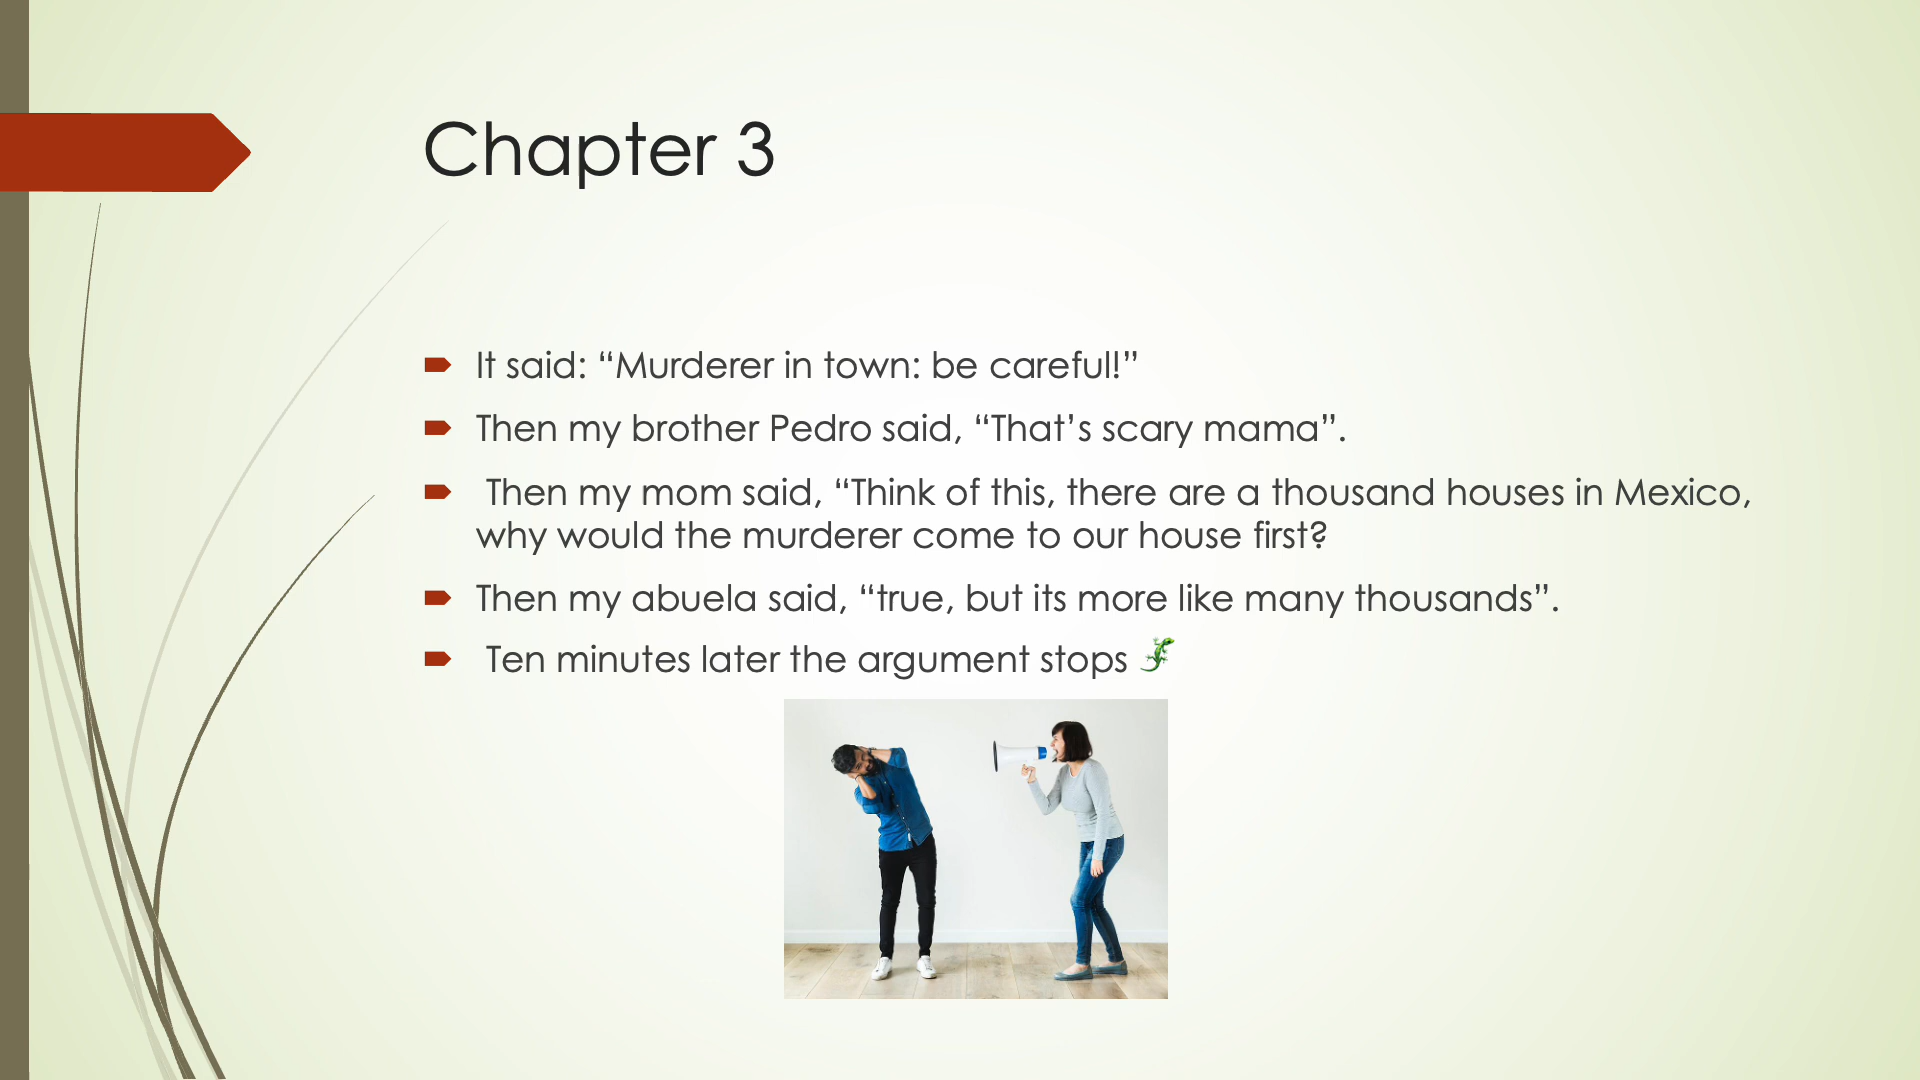 Chapter 3
It said: “Murderer in town: be careful!”
Then my brother Pedro said, “That’s scary mama”.
Then my mom said, “Think of this, there are a thousand houses in Mexico,
why would the murderer come to our house first?
Then my abuela said, “true, but its more like many thousands”.
Ten minutes later the argument stops 🦎